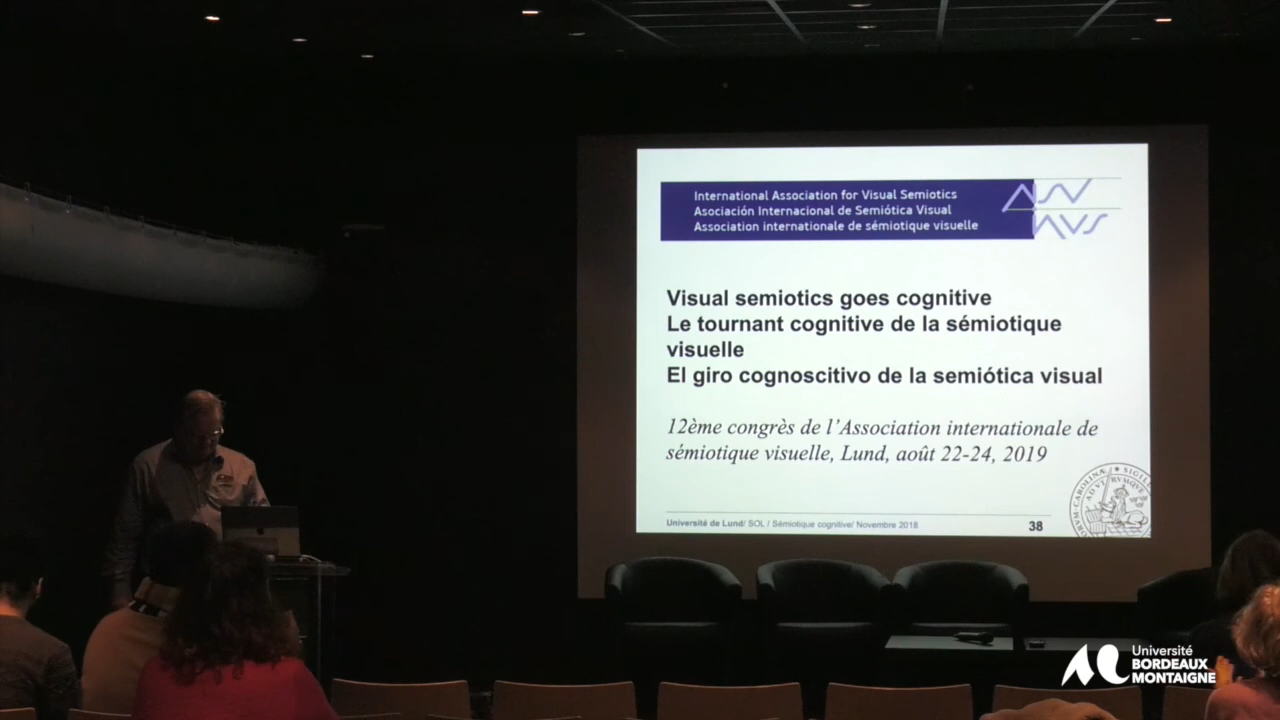 International Association for Visual Semiotics
Asociación Internacional de Semiótica Visual
Association internationale de sémiotique visuelle
Visual semiotics goes cognitive
Le tournant cognitive de la sémiotique
visuelle
El giro cognoscitivo de la semiótica visual
12ème congrès de l'Association internationale de
sémiotique visuelle, Lund, août 22-24, 2019
Université de Lund/ SOL / Sémiotique cognitive/ Novembre 2018
38
Université
BORDEAUX
MONTAIGNE